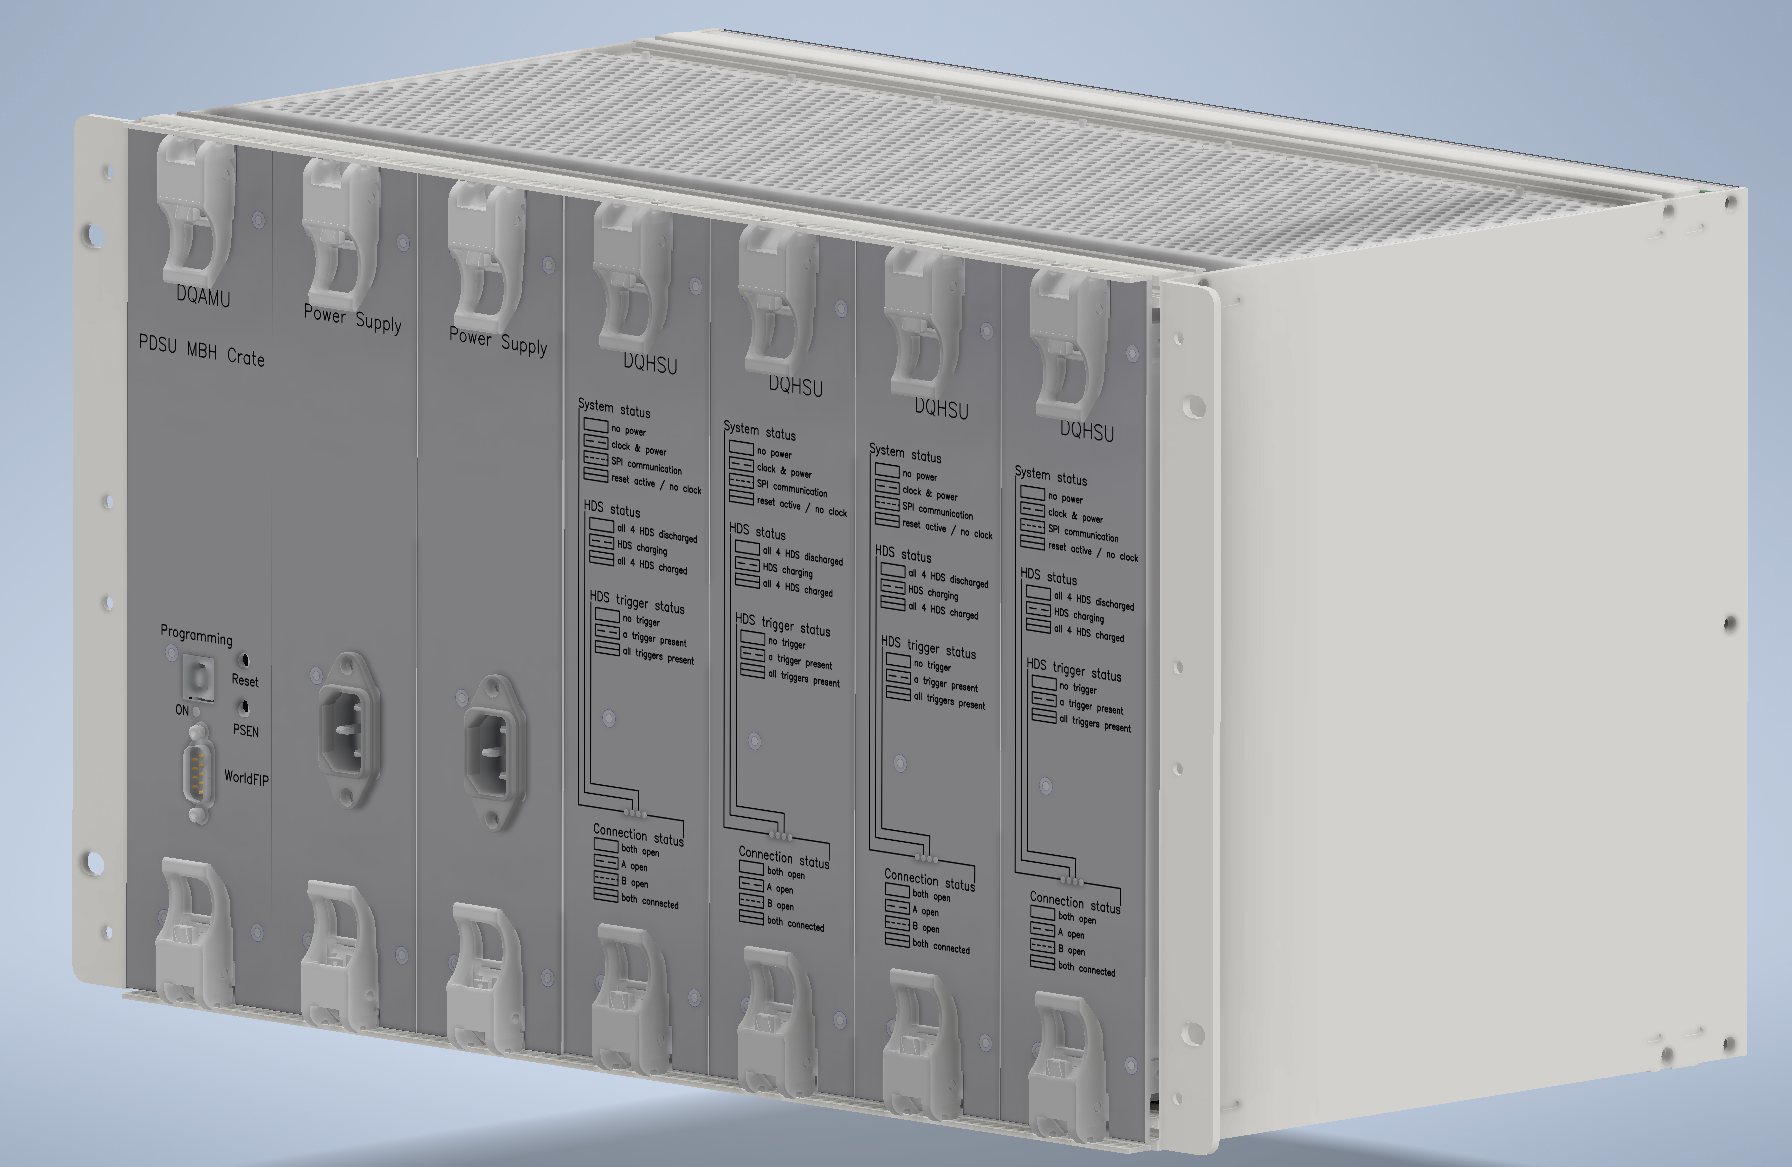 DQAMU
PDSU MBH Crate
Programming
Reset
ON
PSEN
WorldFIP
Power Supply
Power Supply
DQHSU
System status
no power
clock & power
SPI communication
reset active / no clock
HDS status
all 4 HDS discharged
HDS charging
all 4 HDS charged
HDS trigger status
no trigger
a trigger present
all triggers present
Connection status
both open
A open
B open
both connected
DQHSU
System status
no power
clock & power
SPI communication
reset active / no clock
HDS status
all 4 HDS discharged
HDS charging
all 4 HDS charged
HDS trigger status
no trigger
a trigger present
all triggers present
Connection status
both open
A open
B open
both connected
DQHSU
System status
no power
clock & power
SPI communication
reset active / no clock
HDS status
all 4 HDS discharged
HDS charging
all 4 HDS charged
HDS trigger status
no trigger
a trigger present
all triggers present
Connection status
both open
A open
B open
both connected
DQHSU
System status
no power
clock & power
SPI communication
reset active / no clock
HDS status
all 4 HDS discharged
HDS charging
all 4 HDS charged
HDS trigger status
no trigger
a trigger present
all triggers present
Connection status
both open
A open
B open
both connected